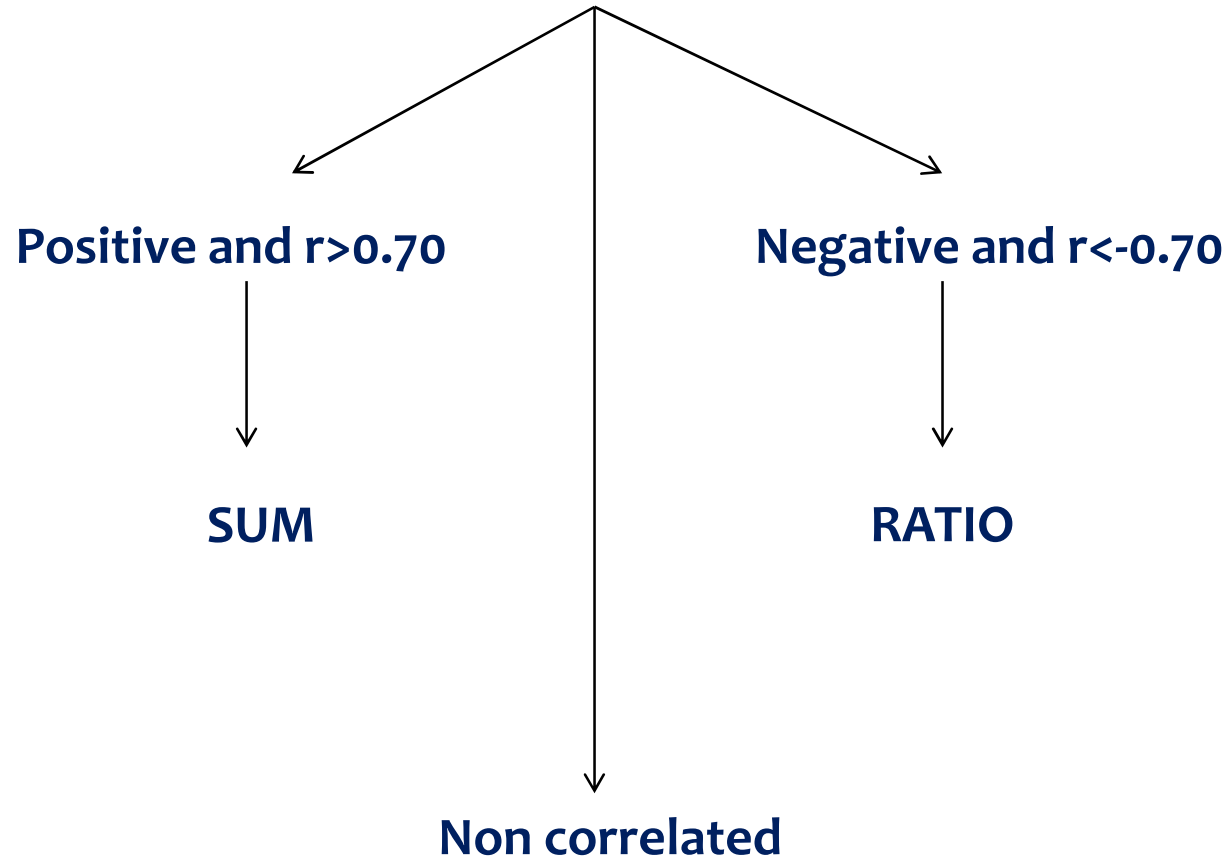 Positive and r>0.70
Negative and r<-0.70
SUM
RATIO
Non correlated